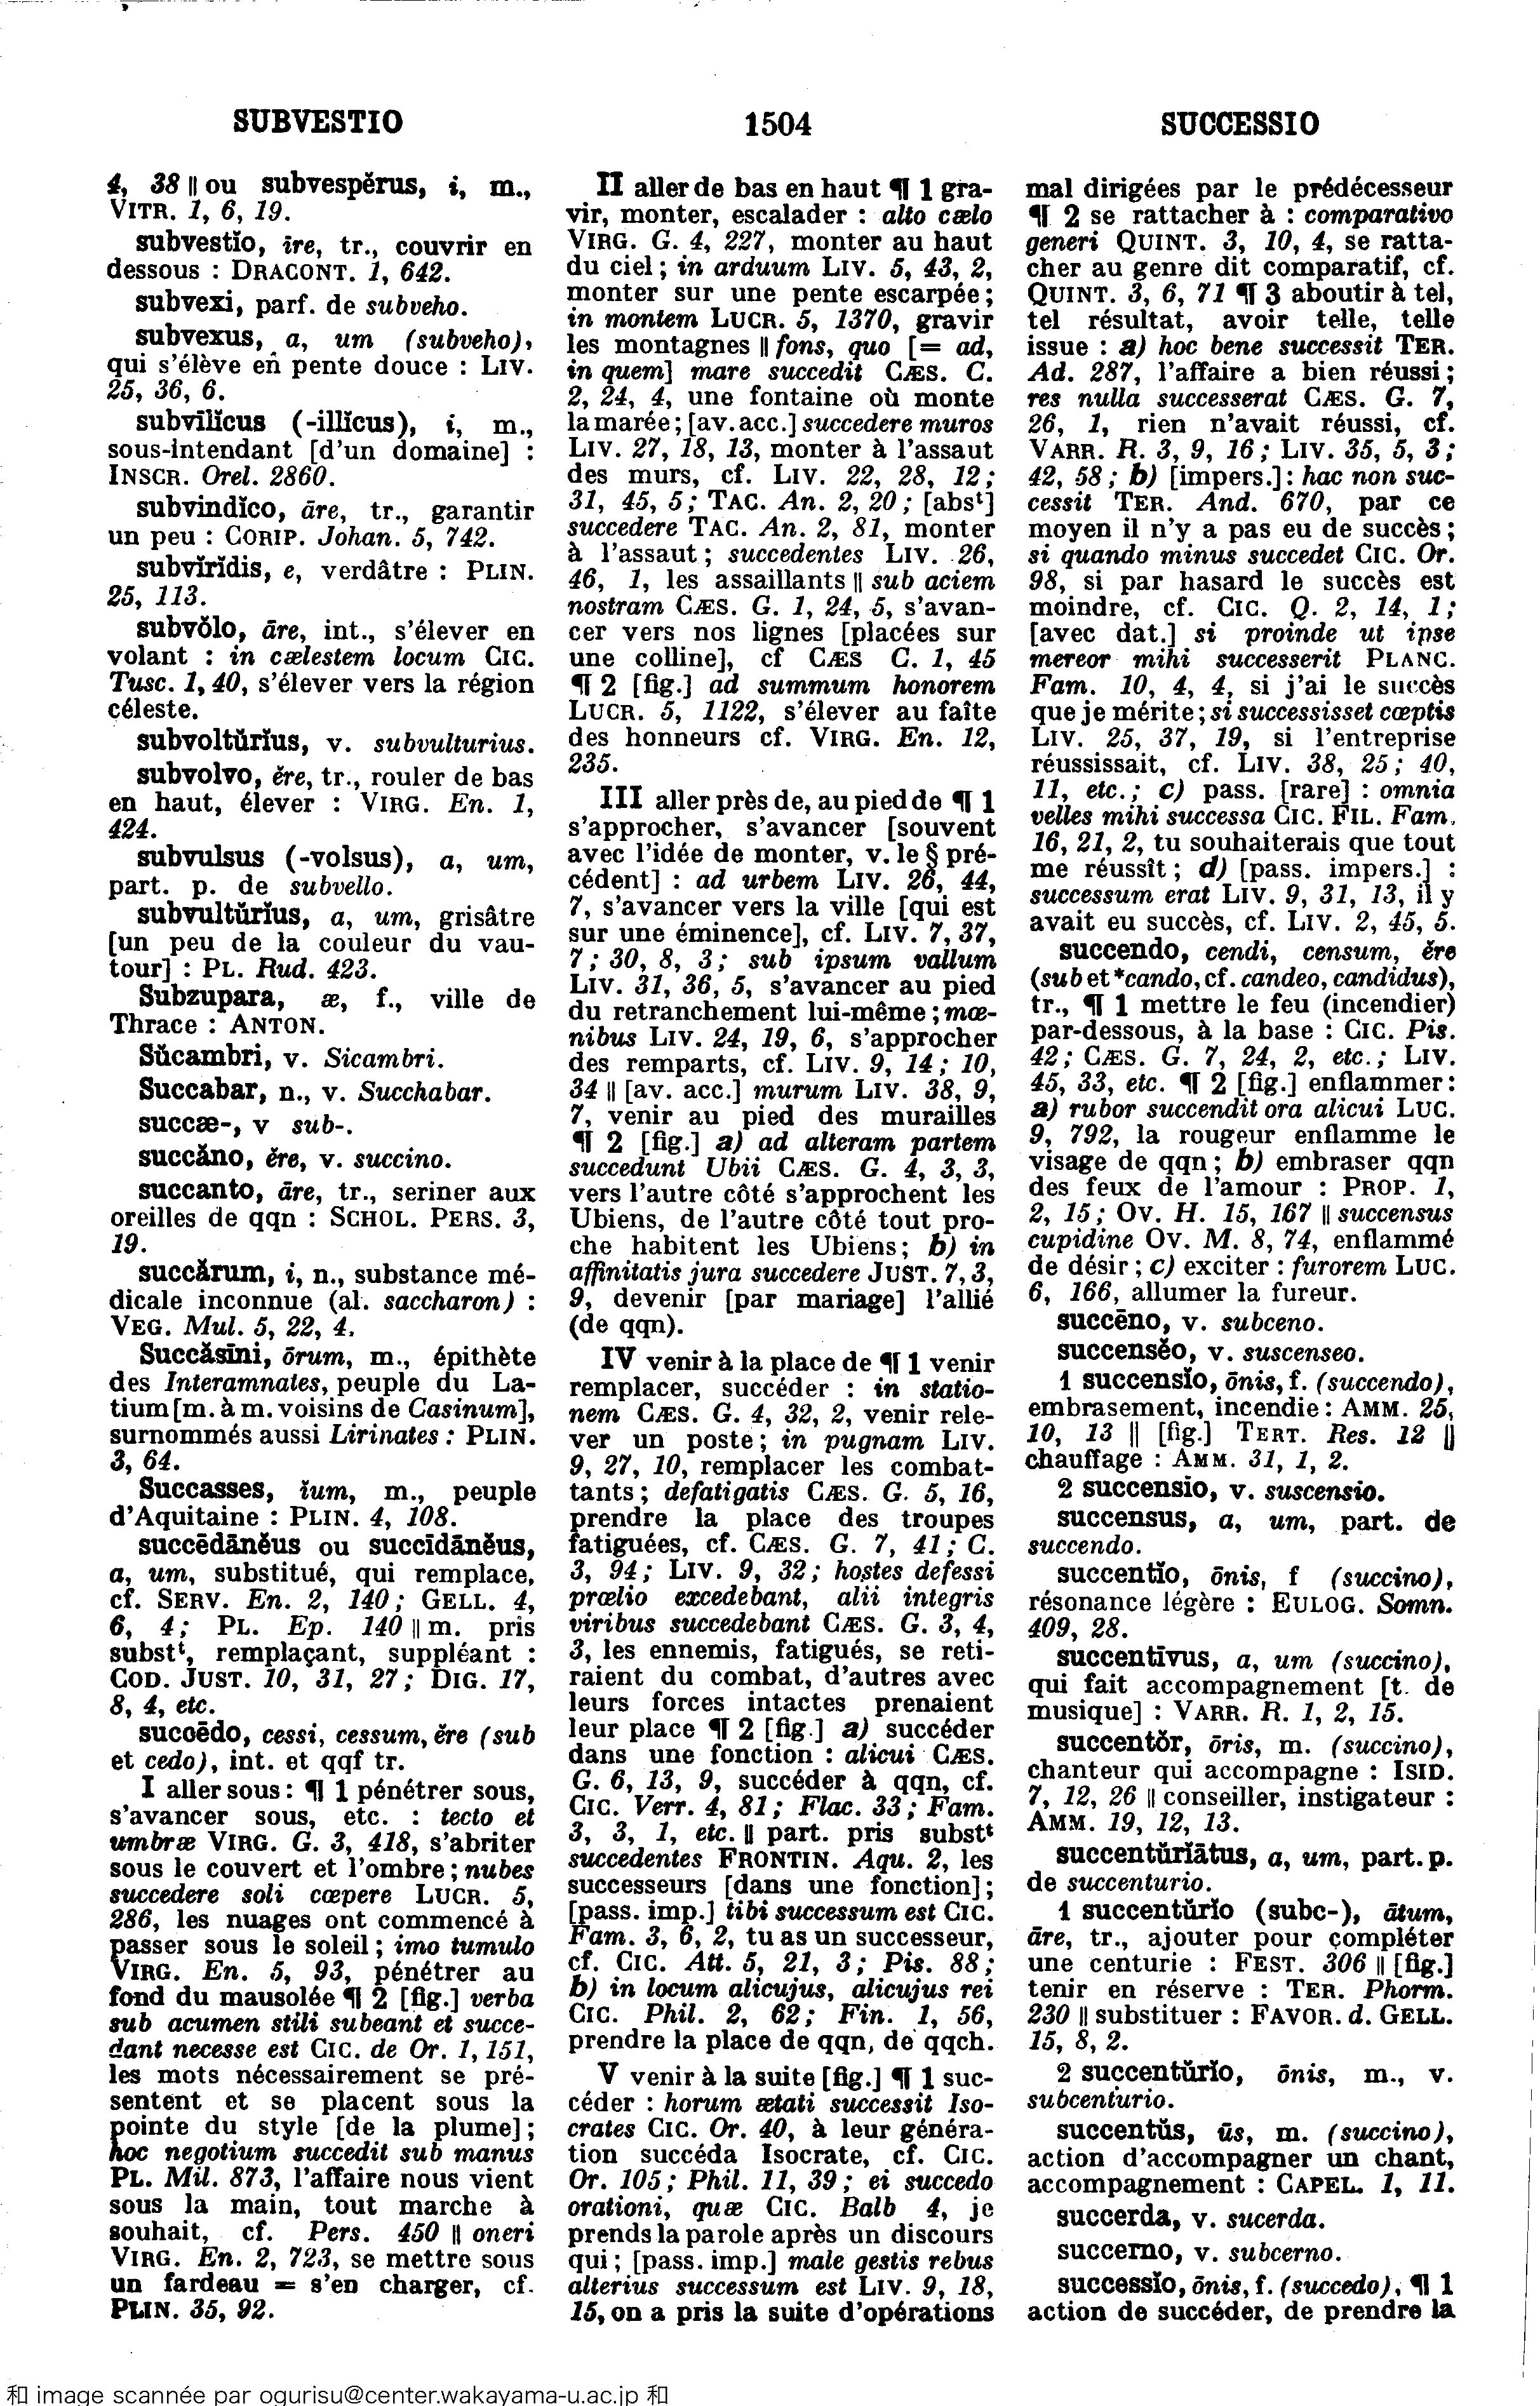 SUBVESTIO
1504
SUCCESSIO
4, 38 || ou subvespĕrus, i, m.,
VITR. 1, 6, 19.
subvestĭo, īre, tr., couvrir en
dessous : DRACONT. 1, 642.
subvexi, parf. de subveho.
subvexus, a, um (subveho),
qui s'élève en pente douce : LIV.
25, 36, 6.
subvīlĭcus (-illĭcus), i, m.,
sous-intendant [d'un domaine] :
INSCR. Orel. 2860.
subvindĭco, āre, tr., garantir
un peu : CORIP. Johan. 5, 742.
subvĭrĭdis, e, verdâtre : PLIN.
25, 113.
subvŏlo, āre, int., s'élever en
volant : in cælestem locum CIC.
Tusc. 1, 40, s'élever vers la région
céleste.
subvoltŭrĭus, v. subvulturius.
subvolvo, ĕre, tr., rouler de bas
en haut, élever : VIRG. En. 1,
424.
subvulsus (-volsus), a, um,
part. p. de subvello.
subvultŭrĭus, a, um, grisâtre
[un peu de la couleur du vau-
tour] : PL. Rud. 423.
Subzupara, æ, f., ville de
Thrace : ANTON.
Sŭcambri, v. Sicambri.
Succabar, n., v. Succhabar.
succæ-, v sub-.
succăno, ĕre, v. succino.
succanto, āre, tr., seriner aux
oreilles de qqn : SCHOL. PERS. 3,
19.
succărum, i, n., substance mé-
dicale inconnue (al. saccharon) :
VEG. Mul. 5, 22, 4.
Succăsīni, ōrum, m., épithète
des Interamnates, peuple du La-
tium [m. à m. voisins de Casinum],
surnommés aussi Lirinates : PLIN.
3, 64.
Succasses, ĭum, m., peuple
d'Aquitaine : PLIN. 4, 108.
succēdānĕus ou succīdānĕus,
a, um, substitué, qui remplace,
cf. SERV. En. 2, 140; GELL. 4,
6, 4; PL. Ep. 140 || m. pris
substᵗ, remplaçant, suppléant :
COD. JUST. 10, 31, 27; DIG. 17,
8, 4, etc.
succēdo, cessi, cessum, ĕre (sub
et cedo), int. et qqf tr.
I aller sous : ¶ 1 pénétrer sous,
s'avancer sous, etc. : tecto et
umbræ VIRG. G. 3, 418, s'abriter
sous le couvert et l'ombre; nubes
succedere soli cœpere LUCR. 5,
286, les nuages ont commencé à
passer sous le soleil; imo tumulo
VIRG. En. 5, 93, pénétrer au
fond du mausolée ¶ 2 [fig.] verba
sub acumen stili subeant et succe-
dant necesse est CIC. de Or. 1, 151,
les mots nécessairement se pré-
sentent et se placent sous la
pointe du style [de la plume];
hoc negotium succedit sub manus
PL. Mil. 873, l'affaire nous vient
sous la main, tout marche à
souhait, cf. Pers. 450 || oneri
VIRG. En. 2, 723, se mettre sous
un fardeau = s'en charger, cf.
PLIN. 35, 92.
II aller de bas en haut ¶ 1 gra-
vir, monter, escalader : alto cælo
VIRG. G. 4, 227, monter au haut
du ciel; in arduum LIV. 5, 43, 2,
monter sur une pente escarpée;
in montem LUCR. 5, 1370, gravir
les montagnes || fons, quo [= ad,
in quem] mare succedit CÆS. C.
2, 24, 4, une fontaine où monte
la marée; [av. acc.] succedere muros
LIV. 27, 18, 13, monter à l'assaut
des murs, cf. LIV. 22, 28, 12;
31, 45, 5; TAC. An. 2, 20; [absᵗ]
succedere TAC. An. 2, 81, monter
à l'assaut; succedentes LIV. 26,
46, 1, les assaillants || sub aciem
nostram CÆS. G. 1, 24, 5, s'avan-
cer vers nos lignes [placées sur
une colline], cf CÆS C. 1, 45
¶ 2 [fig.] ad summum honorem
LUCR. 5, 1122, s'élever au faîte
des honneurs cf. VIRG. En. 12,
235.
III aller près de, au pied de ¶ 1
s'approcher, s'avancer [souvent
avec l'idée de monter, v. le § pré-
cédent] : ad urbem LIV. 26, 44,
7, s'avancer vers la ville [qui est
sur une éminence], cf. LIV. 7, 37,
7; 30, 8, 3; sub ipsum vallum
LIV. 31, 36, 5, s'avancer au pied
du retranchement lui-même; mœ-
nibus LIV. 24, 19, 6, s'approcher
des remparts, cf. LIV. 9, 14; 10,
34 || [av. acc.] murum LIV. 38, 9,
7, venir au pied des murailles
¶ 2 [fig.] a) ad alteram partem
succedunt Ubii CÆS. G. 4, 3, 3,
vers l'autre côté s'approchent les
Ubiens, de l'autre côté tout pro-
che habitent les Ubiens; b) in
affinitatis jura succedere JUST. 7, 3,
9, devenir [par mariage] l'allié
(de qqn).
IV venir à la place de ¶ 1 venir
remplacer, succéder : in statio-
nem CÆS. G. 4, 32, 2, venir rele-
ver un poste; in pugnam LIV.
9, 27, 10, remplacer les combat-
tants; defatigatis CÆS. G. 5, 16,
prendre la place des troupes
fatiguées, cf. CÆS. G. 7, 41; C.
3, 94; LIV. 9, 32; hostes defessi
prœlio excedebant, alii integris
viribus succedebant CÆS. G. 3, 4,
3, les ennemis, fatigués, se reti-
raient du combat, d'autres avec
leurs forces intactes prenaient
leur place ¶ 2 [fig.] a) succéder
dans une fonction : alicui CÆS.
G. 6, 13, 9, succéder à qqn, cf.
CIC. Verr. 4, 81; Flac. 33; Fam.
3, 3, 1, etc. || part. pris substᵗ
succedentes FRONTIN. Aqu. 2, les
successeurs [dans une fonction];
[pass. imp.] tibi successum est CIC.
Fam. 3, 6, 2, tu as un successeur,
cf. CIC. Att. 5, 21, 3; Pis. 88;
b) in locum alicujus, alicujus rei
CIC. Phil. 2, 62; Fin. 1, 56,
prendre la place de qqn, de qqch.
V venir à la suite [fig.] ¶ 1 suc-
céder : horum ætati successit Iso-
crates CIC. Or. 40, à leur généra-
tion succéda Isocrate, cf. CIC.
Or. 105; Phil. 11, 39; ei succedo
orationi, quæ CIC. Balb 4, je
prends la parole après un discours
qui; [pass. imp.] male gestis rebus
alterius successum est LIV. 9, 18,
15, on a pris la suite d'opérations
mal dirigées par le prédécesseur
¶ 2 se rattacher à : comparativo
generi QUINT. 3, 10, 4, se ratta-
cher au genre dit comparatif, cf.
QUINT. 3, 6, 71 ¶ 3 aboutir à tel,
tel résultat, avoir telle, telle
issue : a) hoc bene successit TER.
Ad. 287, l'affaire a bien réussi;
res nulla successerat CÆS. G. 7,
26, 1, rien n'avait réussi, cf.
VARR. R. 3, 9, 16; LIV. 35, 5, 3;
42, 58; b) [impers.] : hac non suc-
cessit TER. And. 670, par ce
moyen il n'y a pas eu de succès;
si quando minus succedet CIC. Or.
98, si par hasard le succès est
moindre, cf. CIC. Q. 2, 14, 1;
[avec dat.] si proinde ut ipse
mereor mihi successerit PLANC.
Fam. 10, 4, 4, si j'ai le succès
que je mérite; si successisset cœptis
LIV. 25, 37, 19, si l'entreprise
réussissait, cf. LIV. 38, 25; 40,
11, etc.; c) pass. [rare] : omnia
velles mihi successa CIC. FIL. Fam.
16, 21, 2, tu souhaiterais que tout
me réussît; d) [pass. impers.] :
successum erat LIV. 9, 31, 13, il y
avait eu succès, cf. LIV. 2, 45, 5.
succendo, cendi, censum, ĕre
(sub et *cando, cf. candeo, candidus),
tr., ¶ 1 mettre le feu (incendier)
par-dessous, à la base : CIC. Pis.
42; CÆS. G. 7, 24, 2, etc.; LIV.
45, 33, etc. ¶ 2 [fig.] enflammer :
a) rubor succendit ora alicui LUC.
9, 792, la rougeur enflamme le
visage de qqn; b) embraser qqn
des feux de l'amour : PROP. 1,
2, 15; OV. H. 15, 167 || succensus
cupidine OV. M. 8, 74, enflammé
de désir; c) exciter : furorem LUC.
6, 166, allumer la fureur.
succēno, v. subceno.
succensĕo, v. suscenseo.
1 succensĭo, ōnis, f. (succendo),
embrasement, incendie : AMM. 25,
10, 13 || [fig.] TERT. Res. 12 ||
chauffage : AMM. 31, 1, 2.
2 succensio, v. suscensio.
succensus, a, um, part. de
succendo.
succentĭo, ōnis, f (succino),
résonance légère : EULOG. Somn.
409, 28.
succentīvus, a, um (succino),
qui fait accompagnement [t. de
musique] : VARR. R. 1, 2, 15.
succentŏr, ōris, m. (succino),
chanteur qui accompagne : ISID.
7, 12, 26 || conseiller, instigateur :
AMM. 19, 12, 13.
succentŭrĭātus, a, um, part. p.
de succenturio.
1 succentŭrĭo (subc-), ātum,
āre, tr., ajouter pour compléter
une centurie : FEST. 306 || [fig.]
tenir en réserve : TER. Phorm.
230 || substituer : FAVOR. d. GELL.
15, 8, 2.
2 succentŭrĭo, ōnis, m., v.
subcenturio.
succentŭs, ūs, m. (succino),
action d'accompagner un chant,
accompagnement : CAPEL. 1, 11.
succerda, v. sucerda.
succerno, v. subcerno.
successĭo, ōnis, f. (succedo), ¶ 1
action de succéder, de prendre la
和 image scannée par ogurisu@center.wakayama-u.ac.jp 和